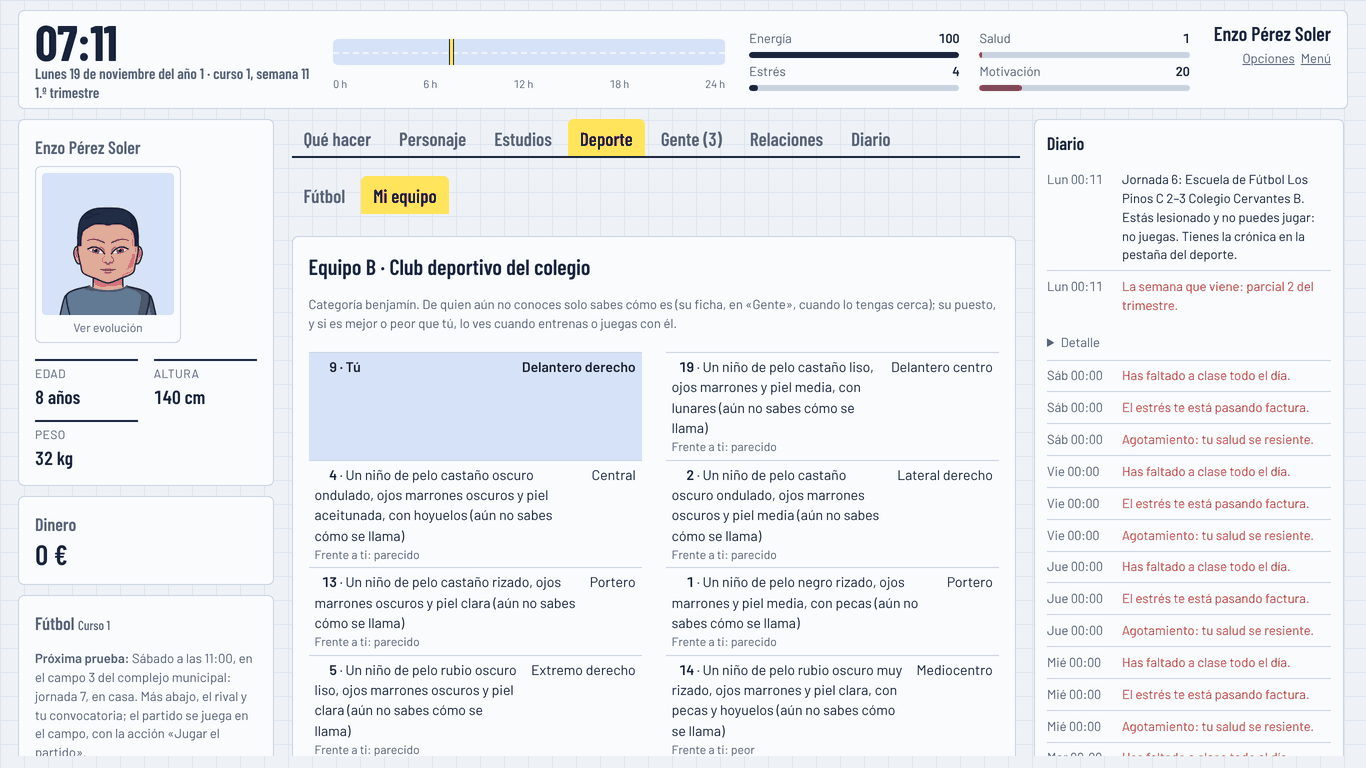 07:11
Lunes 19 de noviembre del año 1 · curso 1, semana 11
1.º trimestre
0 h
6 h
12 h
18 h
24 h
Energía 100
Estrés 4
Salud 1
Motivación 20
Enzo Pérez Soler
Opciones Menú
Enzo Pérez Soler
Ver evolución
EDAD
8 años
ALTURA
140 cm
PESO
32 kg
Dinero
0 €
Fútbol Curso 1
Próxima prueba: Sábado a las 11:00, en
el campo 3 del complejo municipal:
jornada 7, en casa. Más abajo, el rival y
tu convocatoria; el partido se juega en
el campo, con la acción «Jugar el
partido».
Qué hacer
Personaje
Estudios
Deporte
Gente (3)
Relaciones
Diario
Fútbol
Mi equipo
Equipo B · Club deportivo del colegio
Categoría benjamín. De quien aún no conoces solo sabes cómo es (su ficha, en «Gente», cuando lo tengas cerca); su puesto,
y si es mejor o peor que tú, lo ves cuando entrenas o juegas con él.
9 · Tú Delantero derecho
19 · Un niño de pelo castaño liso, Delantero centro
ojos marrones y piel media, con
lunares (aún no sabes cómo se
llama)
Frente a ti: parecido
4 · Un niño de pelo castaño oscuro Central
ondulado, ojos marrones oscuros y piel
aceitunada, con hoyuelos (aún no sabes
cómo se llama)
Frente a ti: parecido
2 · Un niño de pelo castaño Lateral derecho
oscuro ondulado, ojos marrones
oscuros y piel media (aún no sabes
cómo se llama)
Frente a ti: parecido
13 · Un niño de pelo castaño rizado, ojos Portero
marrones oscuros y piel clara (aún no sabes
cómo se llama)
Frente a ti: parecido
1 · Un niño de pelo negro rizado, ojos Portero
marrones y piel media, con pecas (aún no
sabes cómo se llama)
Frente a ti: parecido
5 · Un niño de pelo rubio oscuro Extremo derecho
liso, ojos marrones oscuros y piel
clara (aún no sabes cómo se
llama)
Frente a ti: parecido
14 · Un niño de pelo rubio oscuro muy Mediocentro
rizado, ojos marrones y piel clara, con
pecas y hoyuelos (aún no sabes cómo
se llama)
Frente a ti: peor
Diario
Lun 00:11 Jornada 6: Escuela de Fútbol Los
Pinos C 2–3 Colegio Cervantes B.
Estás lesionado y no puedes jugar:
no juegas. Tienes la crónica en la
pestaña del deporte.
Lun 00:11 La semana que viene: parcial 2 del
trimestre.
▶ Detalle
Sáb 00:00 Has faltado a clase todo el día.
Sáb 00:00 El estrés te está pasando factura.
Sáb 00:00 Agotamiento: tu salud se resiente.
Vie 00:00 Has faltado a clase todo el día.
Vie 00:00 El estrés te está pasando factura.
Vie 00:00 Agotamiento: tu salud se resiente.
Jue 00:00 Has faltado a clase todo el día.
Jue 00:00 El estrés te está pasando factura.
Jue 00:00 Agotamiento: tu salud se resiente.
Mié 00:00 Has faltado a clase todo el día.
Mié 00:00 El estrés te está pasando factura.
Mié 00:00 Agotamiento: tu salud se resiente.
Mar 00:00 Has faltado a clase todo el día.